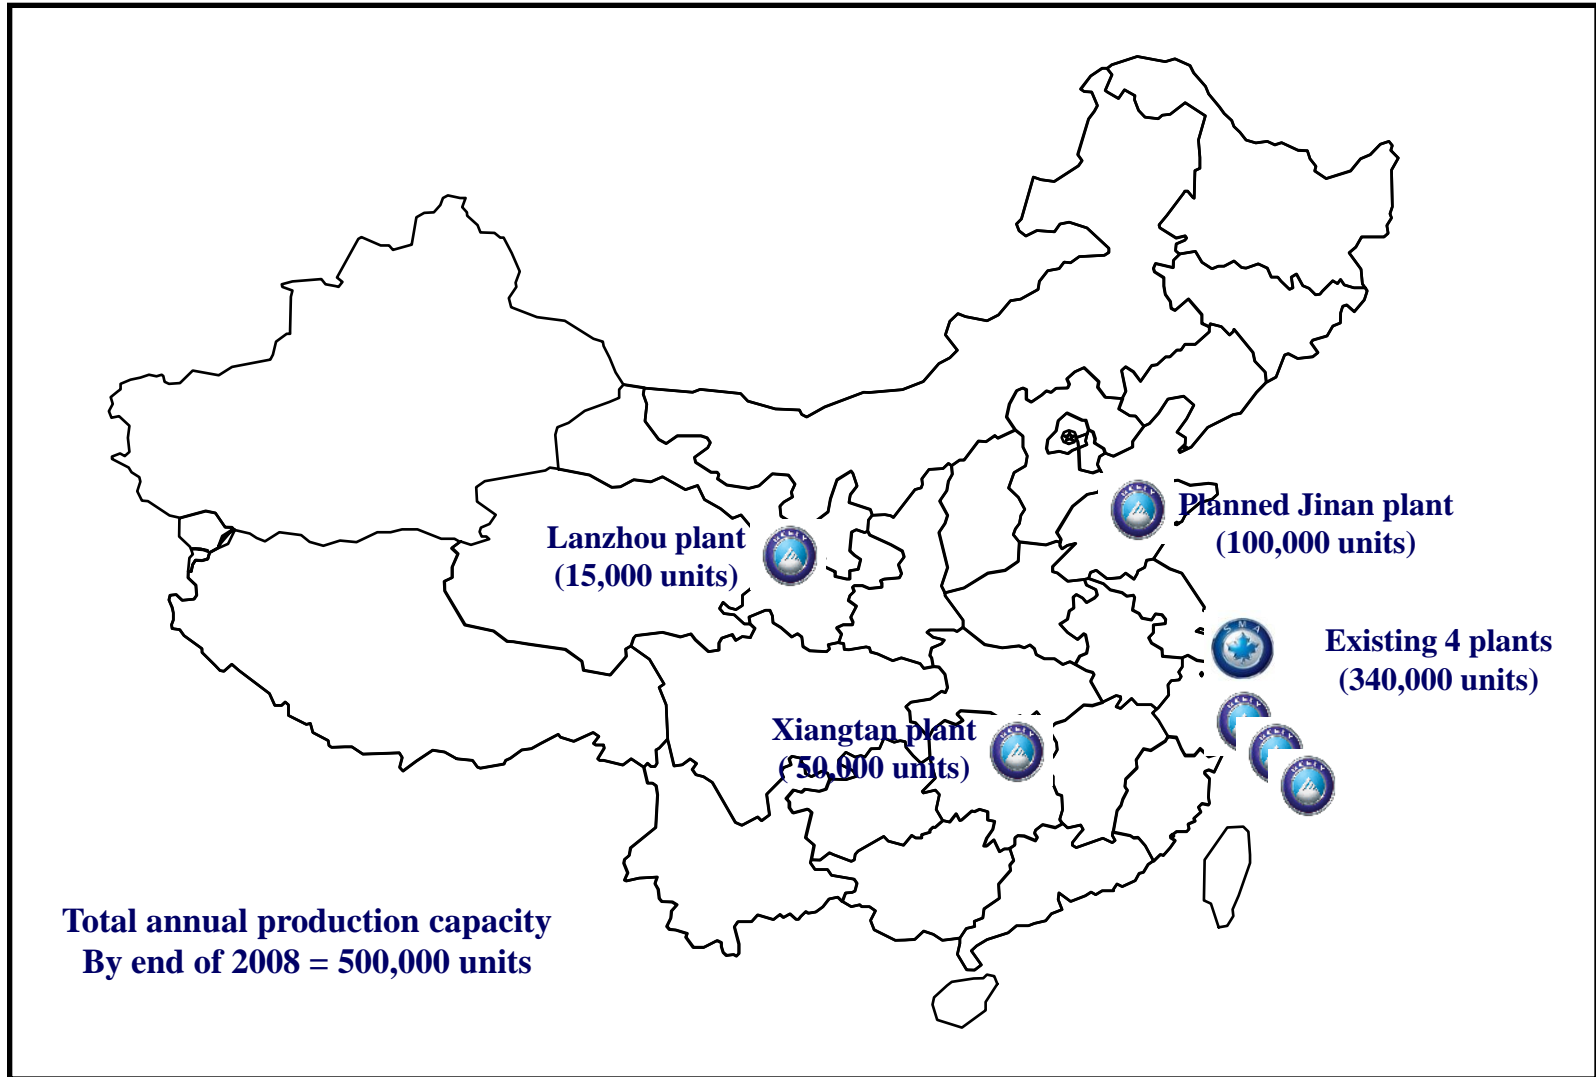 Lanzhou plant
(15,000 units)
Planned Jinan plant
(100,000 units)
SMA
Existing 4 plants
(340,000 units)
Xiangtan plant
( 50,000 units)
Total annual production capacity
By end of 2008 = 500,000 units